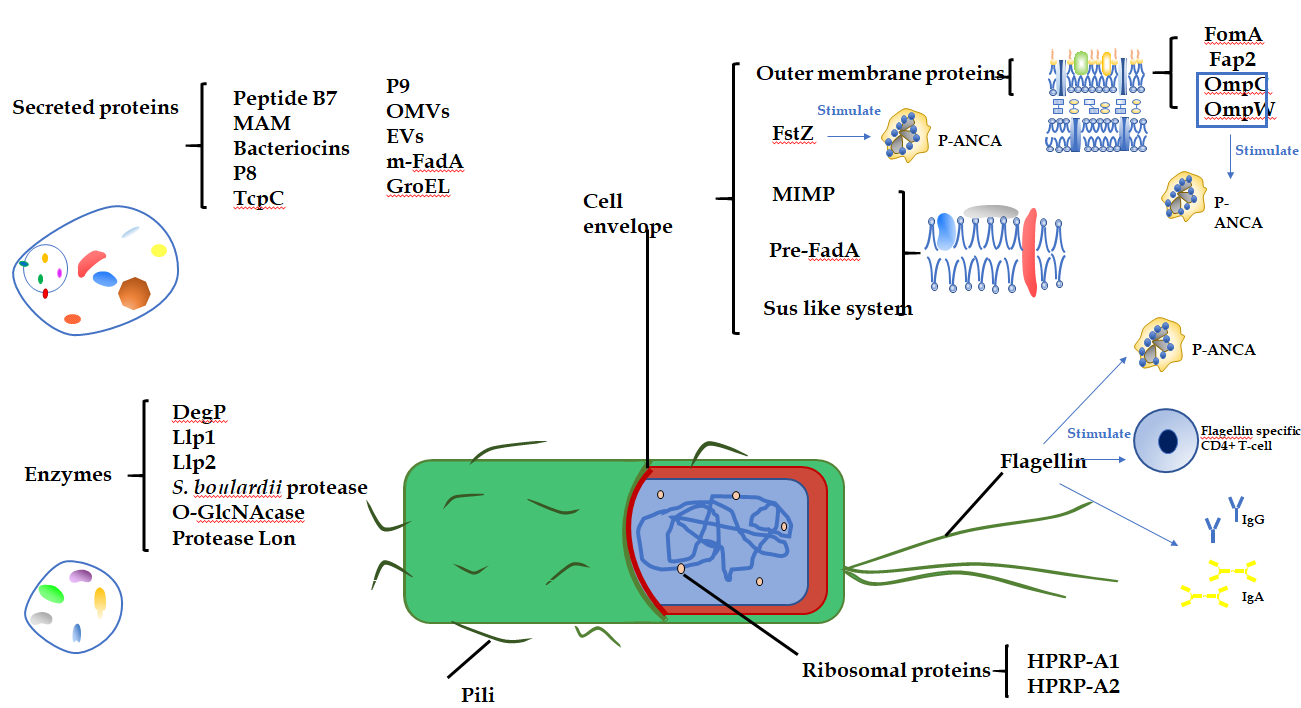 Secreted proteins
Peptide B7
MAM
Bacteriocins
P8
TcpC
P9
OMVs
EVs
m-FadA
GroEL
Cell
envelope
Outer membrane proteins
FomA
Fap2
OmpC
OmpW
Stimulate
FstZ
P-ANCA
Stimulate
P-
ANCA
MIMP
Pre-FadA
Sus like system
Enzymes
DegP
Llp1
Llp2
S. boulardii protease
O-GlcNAcase
Protease Lon
P-ANCA
Stimulate
Flagellin specific
CD4+ T-cell
Flagellin
IgG
IgA
Ribosomal proteins
HPRP-A1
HPRP-A2
Pili